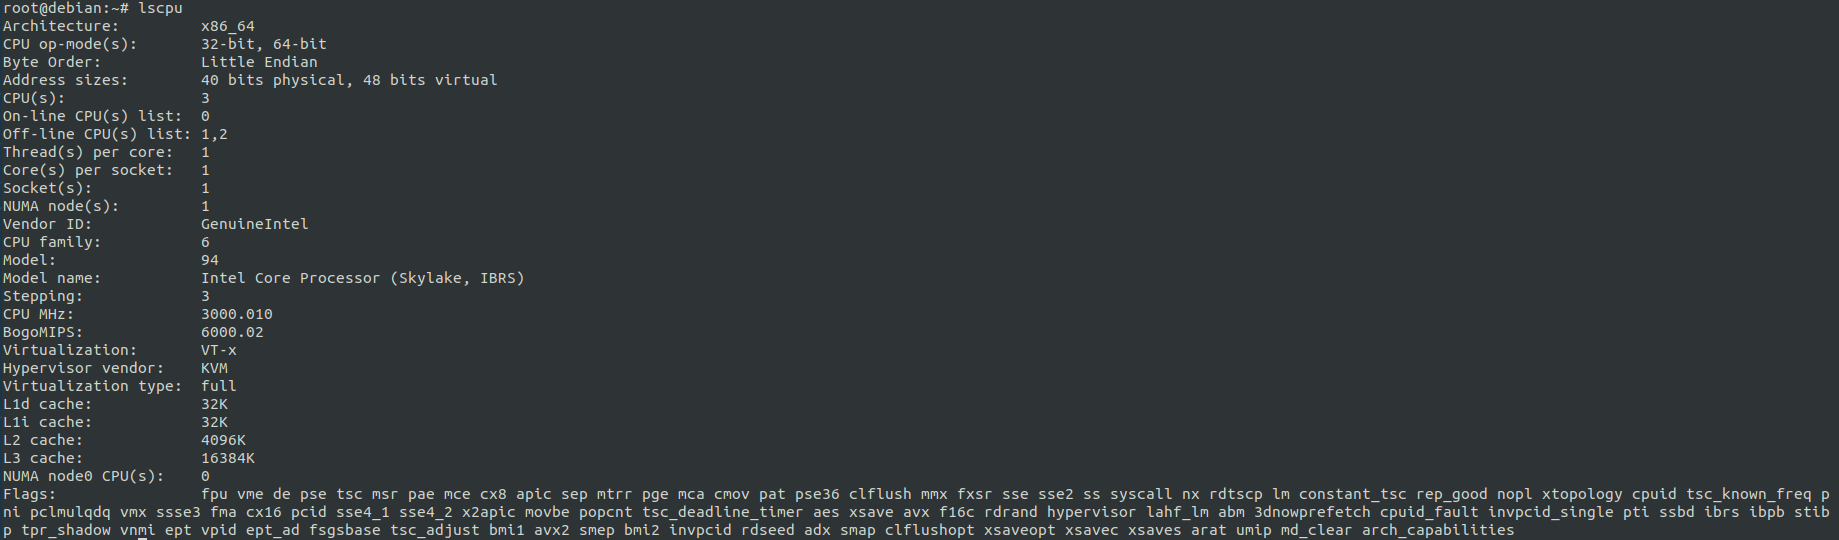 root@debian:~# lscpu
Architecture:        x86_64
CPU op-mode(s):      32-bit, 64-bit
Byte Order:          Little Endian
Address sizes:       40 bits physical, 48 bits virtual
CPU(s):              3
On-line CPU(s) list: 0
Off-line CPU(s) list: 1,2
Thread(s) per core:  1
Core(s) per socket:  1
Socket(s):           1
NUMA node(s):        1
Vendor ID:           GenuineIntel
CPU family:          6
Model:               94
Model name:          Intel Core Processor (Skylake, IBRS)
Stepping:            3
CPU MHz:             3000.010
BogoMIPS:            6000.02
Virtualization:      VT-x
Hypervisor vendor:   KVM
Virtualization type: full
L1d cache:           32K
L1i cache:           32K
L2 cache:            4096K
L3 cache:            16384K
NUMA node0 CPU(s):   0
Flags:               fpu vme de pse tsc msr pae mce cx8 apic sep mtrr pge mca cmov pat pse36 clflush mmx fxsr sse sse2 ss syscall nx rdtscp lm constant_tsc rep_good nopl xtopology cpuid tsc_known_freq p
ni pclmulqdq vmx ssse3 fma cx16 pcid sse4_1 sse4_2 x2apic movbe popcnt tsc_deadline_timer aes xsave avx f16c rdrand hypervisor lahf_lm abm 3dnowprefetch cpuid_fault invpcid_single pti ssbd ibrs ibpb stib
p tpr_shadow vnmi ept vpid ept_ad fsgsbase tsc_adjust bmi1 avx2 smep bmi2 invpcid rdseed adx smap clflushopt xsaveopt xsavec xsaves arat umip md_clear arch_capabilities